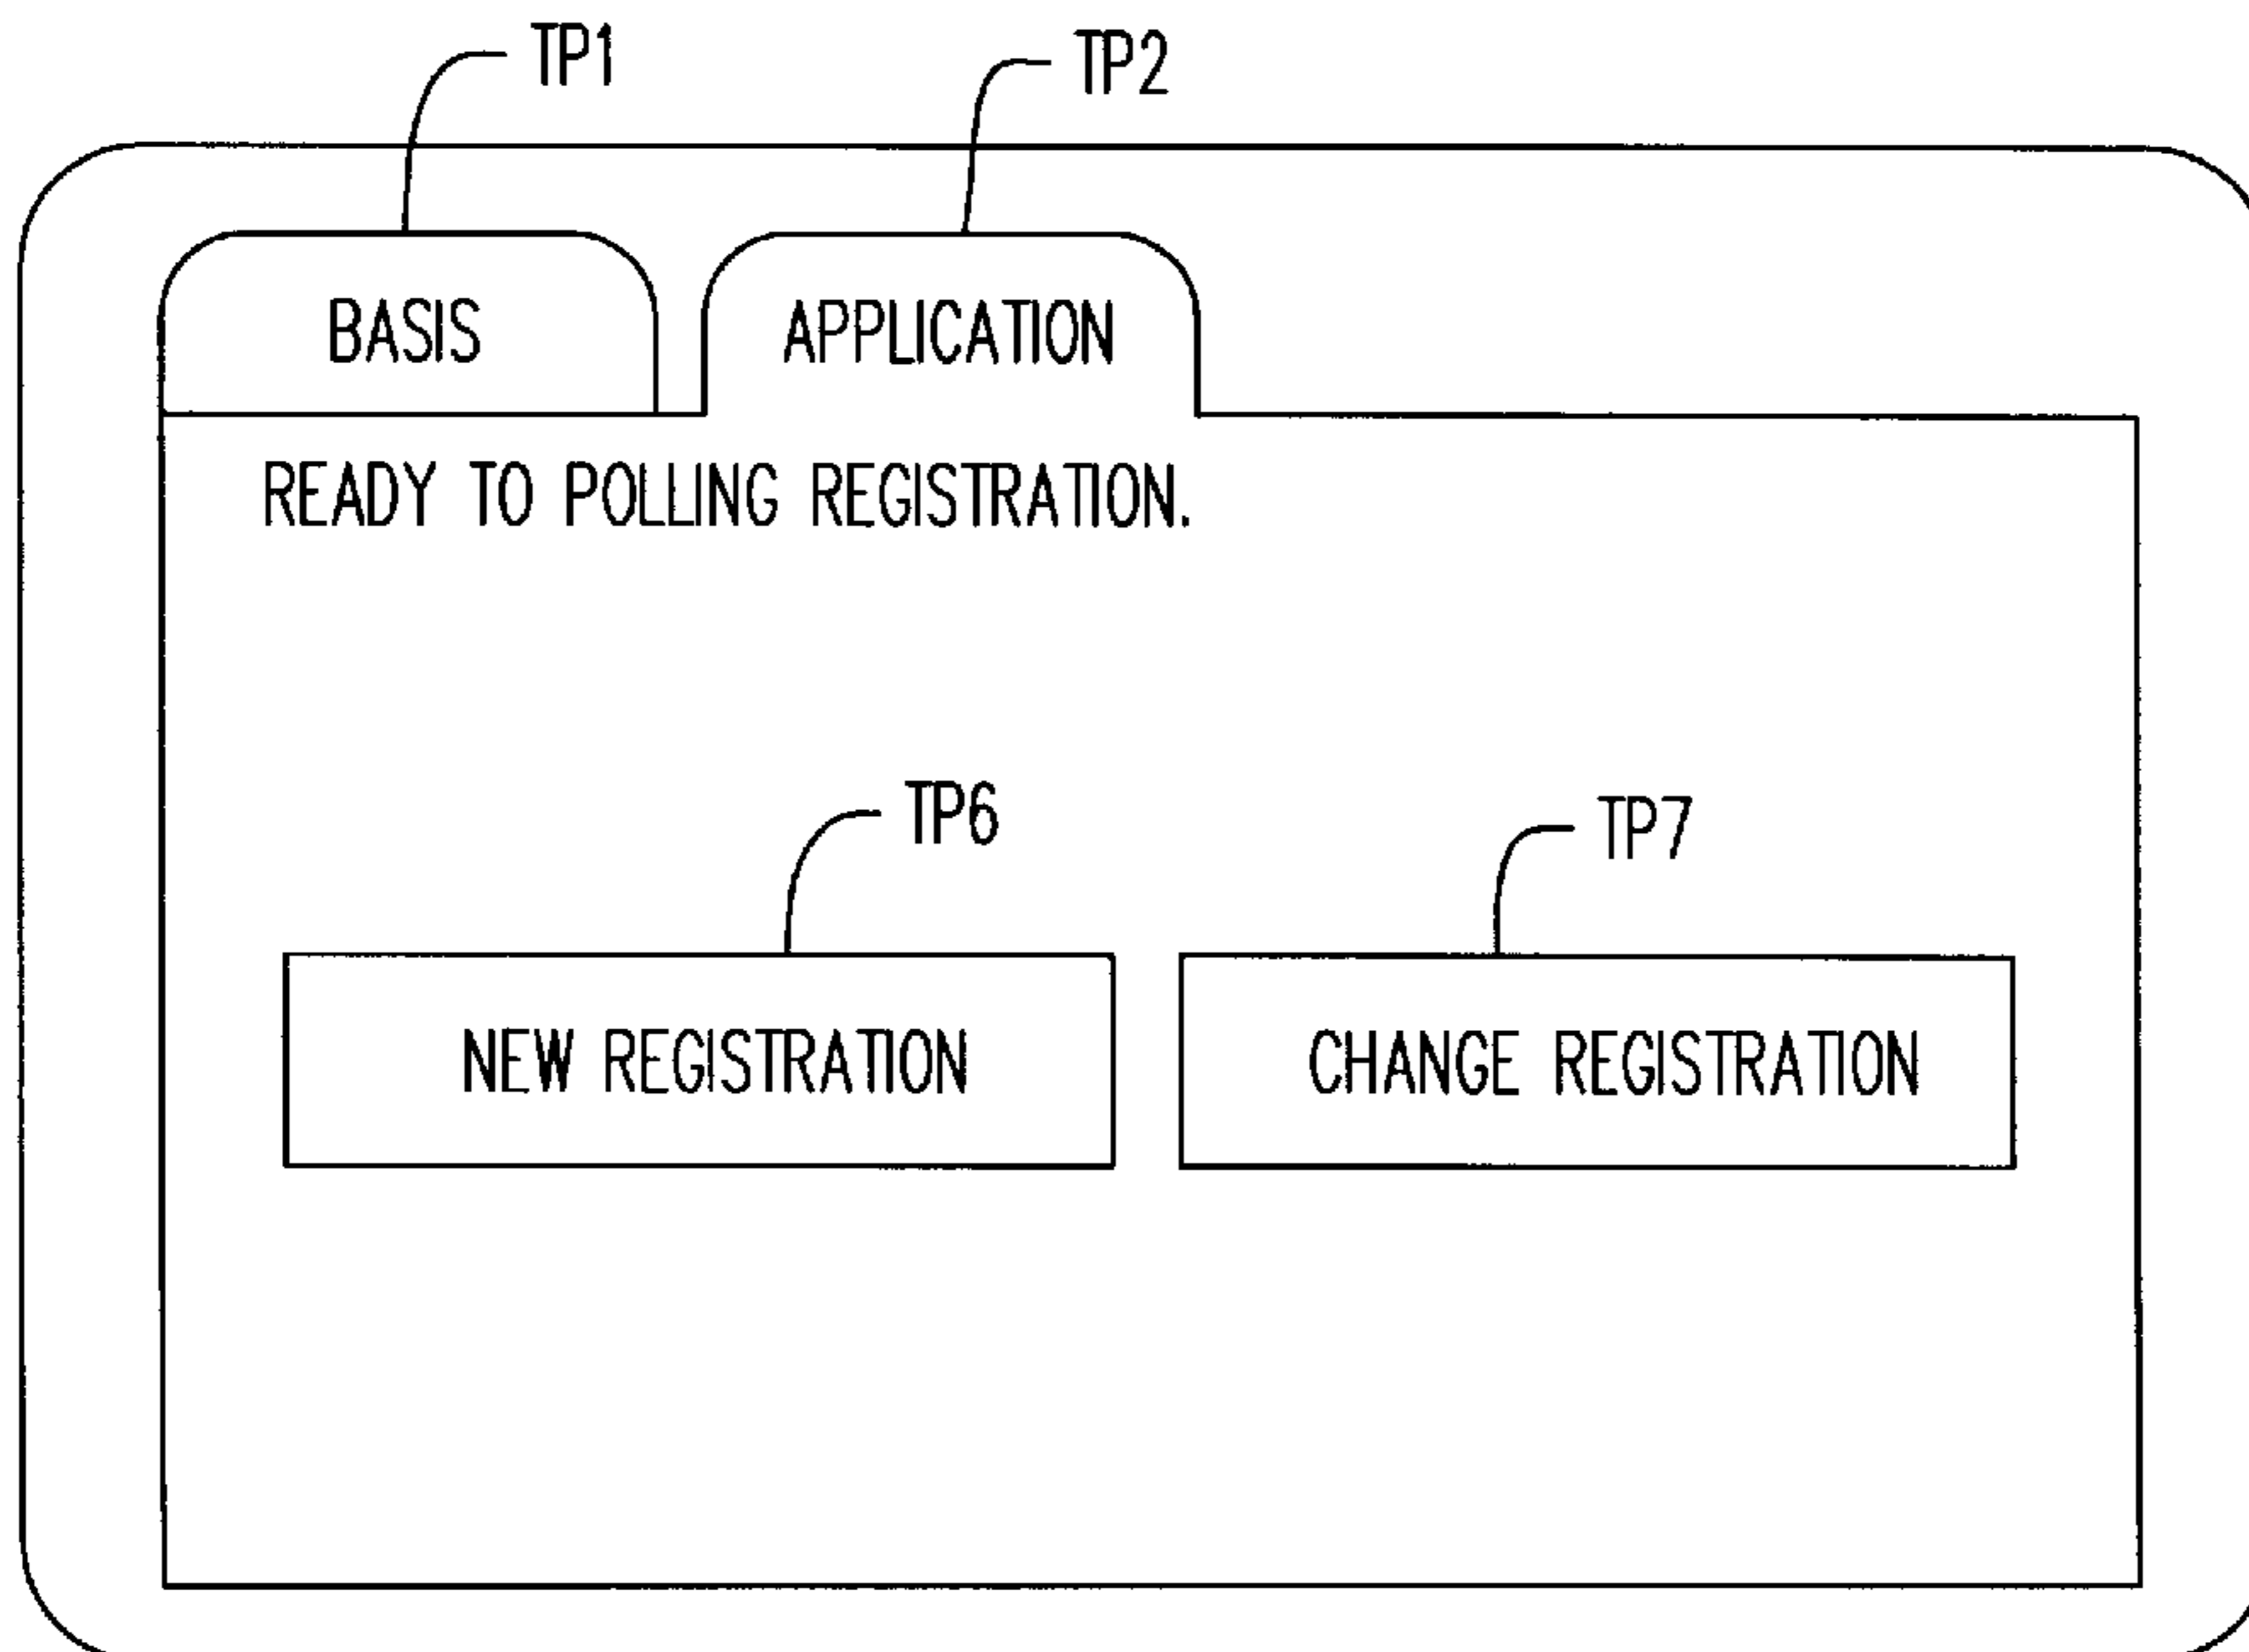 TP1 TP2
BASIS APPLICATION
READY TO POLLING REGISTRATION.
TP6 TP7
NEW REGISTRATION CHANGE REGISTRATION